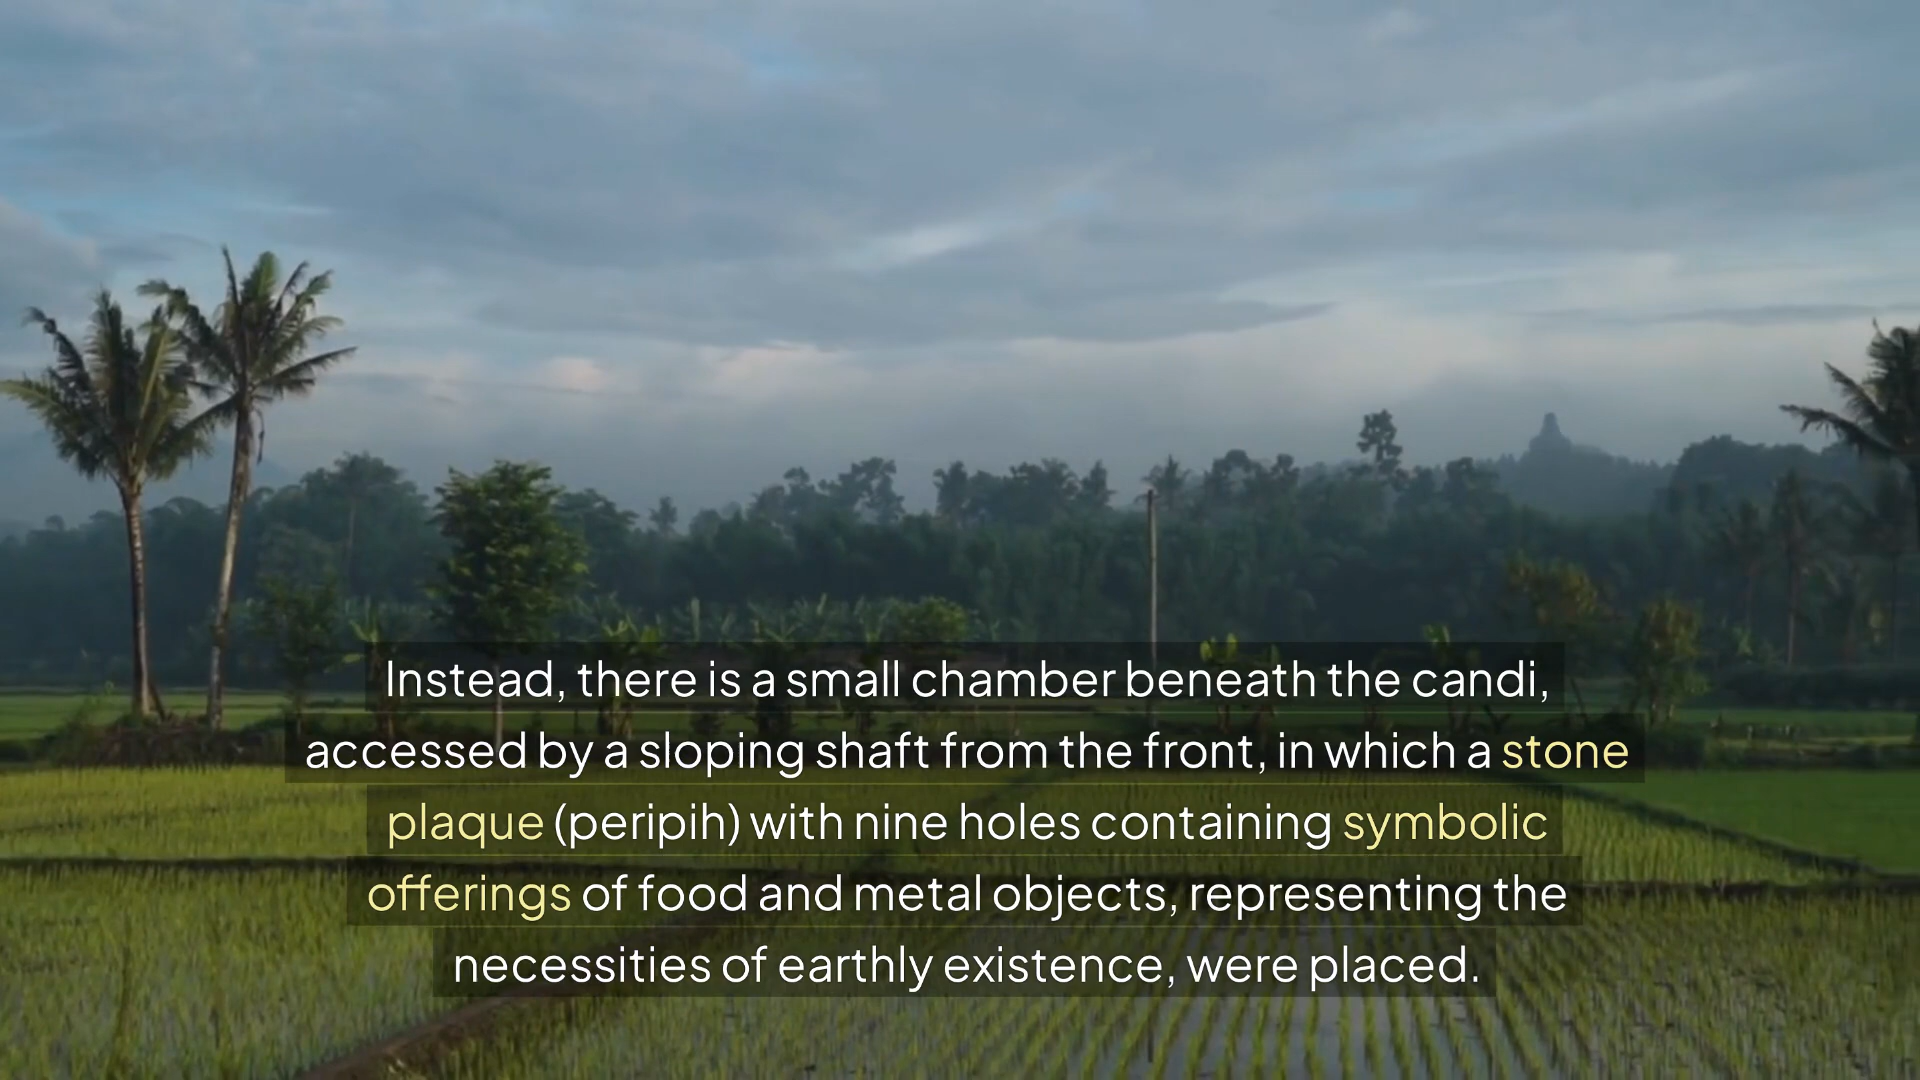 Instead, there is a small chamber beneath the candi,
accessed by a sloping shaft from the front, in which a stone
plaque (peripih) with nine holes containing symbolic
offerings of food and metal objects, representing the
necessities of earthly existence, were placed.